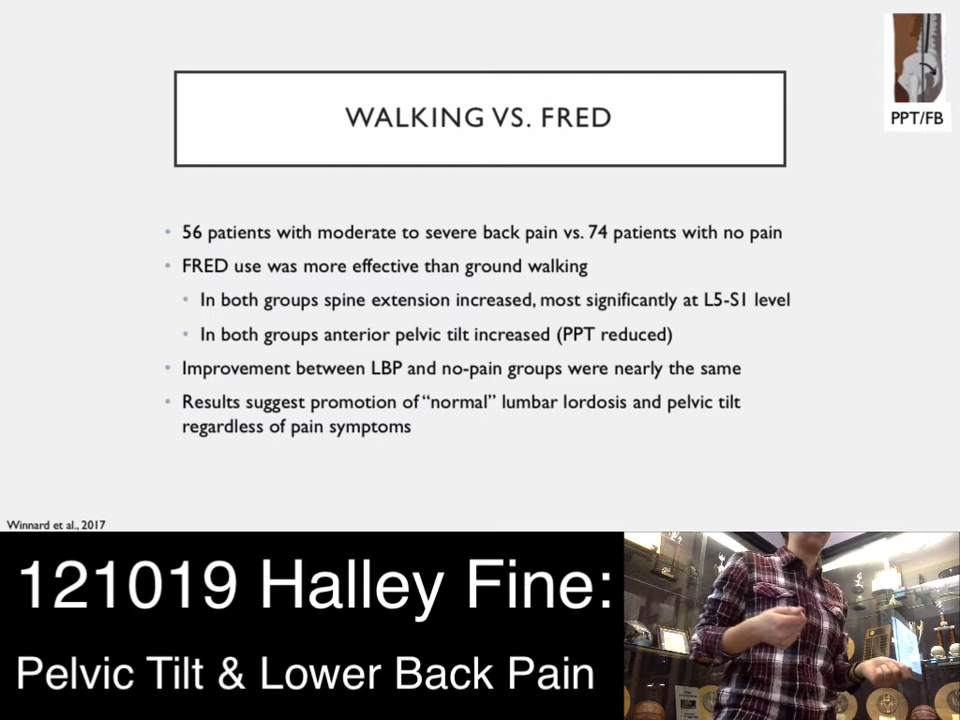 WALKING VS. FRED
PPT/FB
56 patients with moderate to severe back pain vs. 74 patients with no pain
FRED use was more effective than ground walking
In both groups spine extension increased, most significantly at L5-S1 level
In both groups anterior pelvic tilt increased (PPT reduced)
Improvement between LBP and no-pain groups were nearly the same
Results suggest promotion of “normal” lumbar lordosis and pelvic tilt
regardless of pain symptoms
Winnard et al., 2017
121019 Halley Fine:
Pelvic Tilt & Lower Back Pain